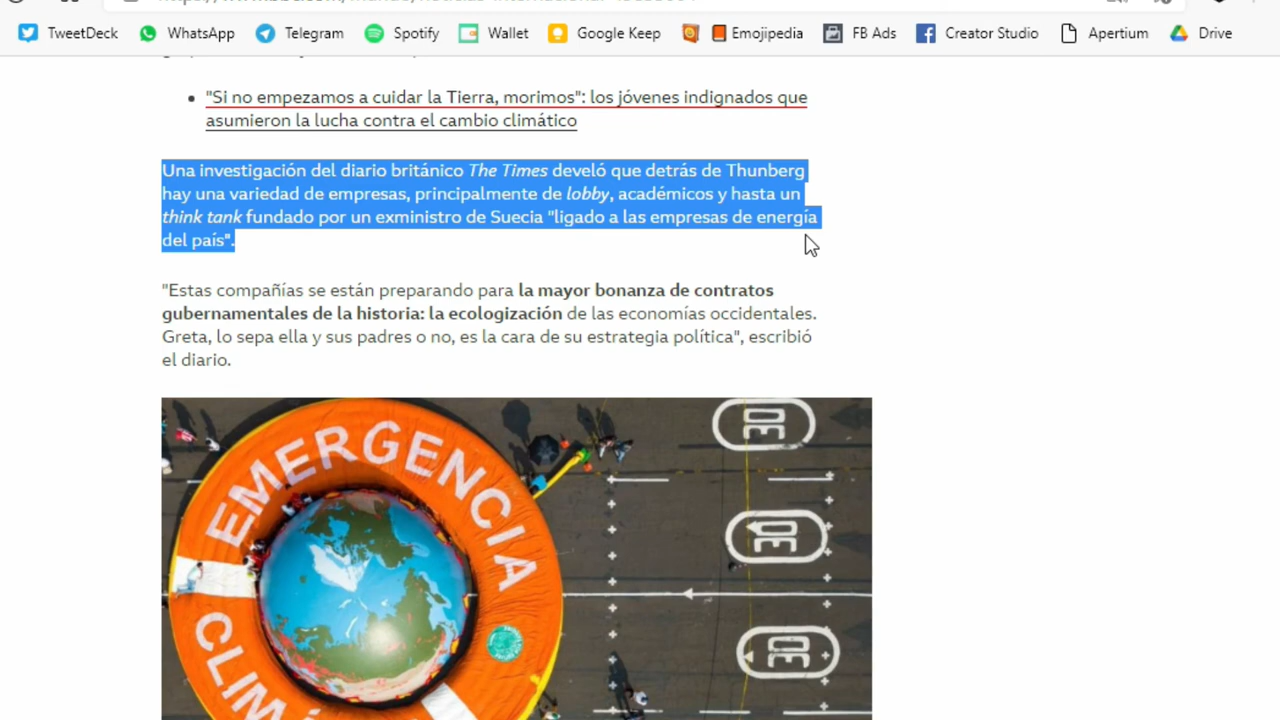 TweetDeck WhatsApp Telegram Spotify Wallet Google Keep Emojipedia FB Ads Creator Studio Apertium Drive
• "Si no empezamos a cuidar la Tierra, morimos": los jóvenes indignados que
asumieron la lucha contra el cambio climático
Una investigación del diario británico The Times develó que detrás de Thunberg
hay una variedad de empresas, principalmente de lobby, académicos y hasta un
think tank fundado por un exministro de Suecia "ligado a las empresas de energía
del país".
"Estas compañías se están preparando para la mayor bonanza de contratos
gubernamentales de la historia: la ecologización de las economías occidentales.
Greta, lo sepa ella y sus padres o no, es la cara de su estrategia política", escribió
el diario.
EMERGENCIA
CLIMÁ